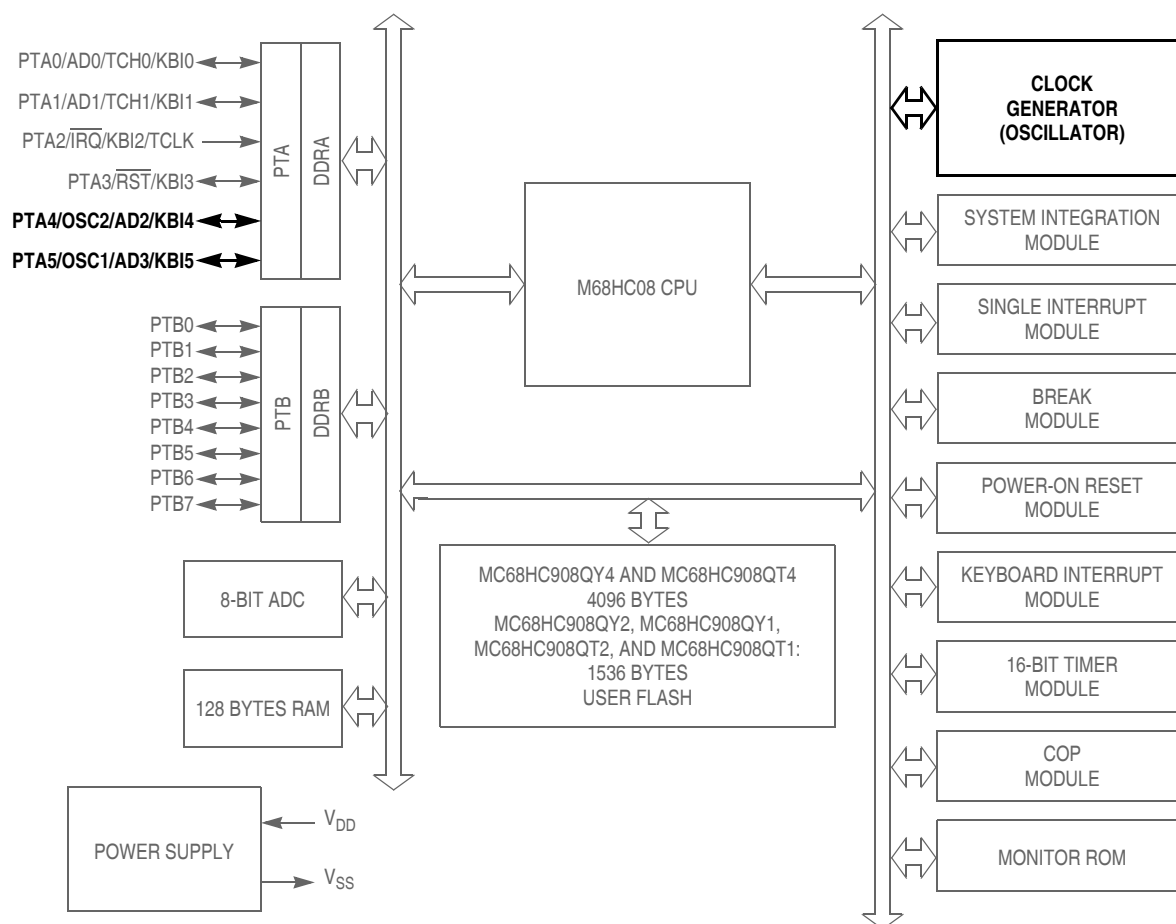 PTA0/AD0/TCH0/KBI0
PTA1/AD1/TCH1/KBI1
PTA2/IRQ/KBI2/TCLK
PTA3/RST/KBI3
PTA4/OSC2/AD2/KBI4
PTA5/OSC1/AD3/KBI5
PTA
DDRA
PTB0
PTB1
PTB2
PTB3
PTB4
PTB5
PTB6
PTB7
PTB
DDRB
8-BIT ADC
128 BYTES RAM
POWER SUPPLY
VDD
VSS
M68HC08 CPU
MC68HC908QY4 AND MC68HC908QT4
4096 BYTES
MC68HC908QY2, MC68HC908QY1,
MC68HC908QT2, AND MC68HC908QT1:
1536 BYTES
USER FLASH
CLOCK
GENERATOR
(OSCILLATOR)
SYSTEM INTEGRATION
MODULE
SINGLE INTERRUPT
MODULE
BREAK
MODULE
POWER-ON RESET
MODULE
KEYBOARD INTERRUPT
MODULE
16-BIT TIMER
MODULE
COP
MODULE
MONITOR ROM